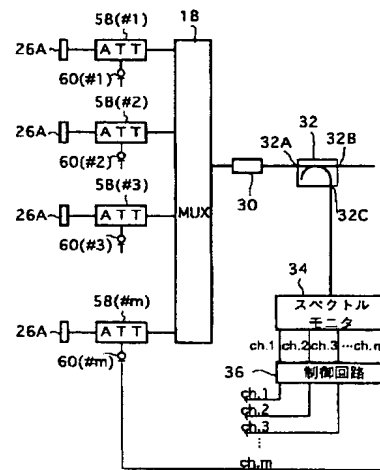 58(#1)
18
26A
ATT
60(#1)
58(#2)
26A
ATT
60(#2)
32
32A
32B
58(#3)
26A
ATT
60(#3)
MUX
30
32C
34
スペクトル
モニタ
58(#m)
26A
ATT
60(#m)
ch.1 ch.2 ch.3 …ch.m
36
制御回路
ch.1
ch.2
ch.3
⋮
ch.m